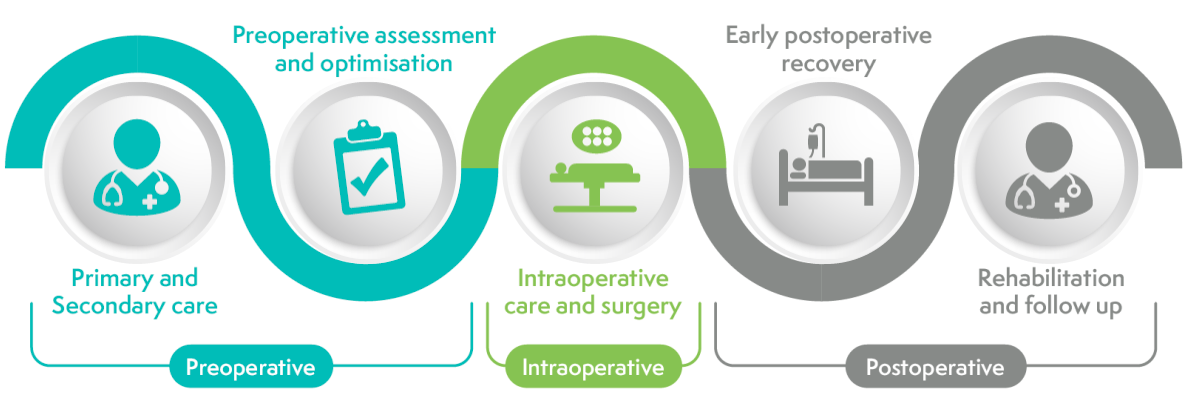 Preoperative assessment
and optimisation
Early postoperative
recovery
Primary and
Secondary care
Intraoperative
care and surgery
Rehabilitation
and follow up
Preoperative
Intraoperative
Postoperative